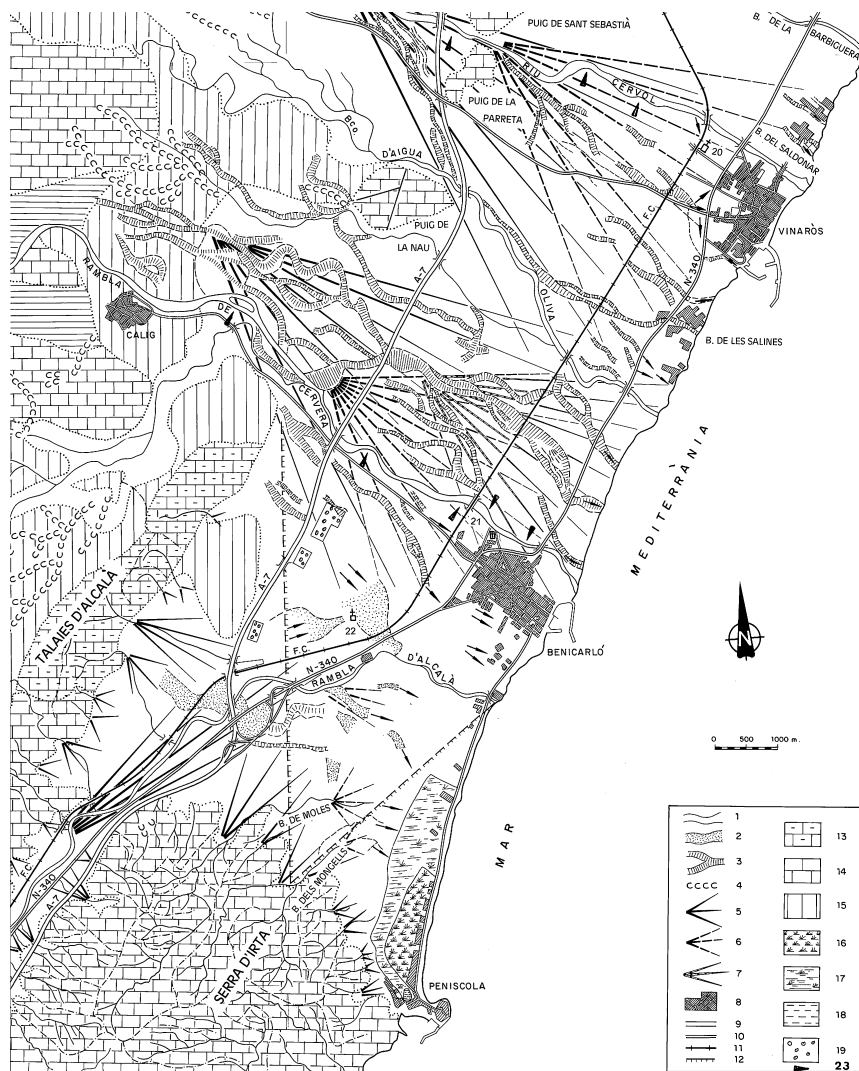 PUIG DE SANT SEBASTIÀ
B. DE LA
BARBIGUERA
RIU
CERVOL
PUIG DE LA
PARRETA
Bco.
D'AIGUA
B. DEL SALDONAR
20
F.C.
VINARÒS
PUIG DE
LA NAU
A-7
N-340
OLIVA
RAMBLA
DE
CERVERA
CÀLIG
B. DE LES SALINES
MEDITERRÀNIA
21
A-7
TALAIES D'ALCALÀ
22
F.C.
N-340
RAMBLA
D'ALCALÀ
BENICARLÓ
N
0 500 1000 m.
B. DE MOLES
B. DELS MONGELLS
MAR
F.C.
N-340
A-7
SERRA D'IRTA
PENISCOLA
1
2
3
4
5
6
7
8
9
10
11
12
13
14
15
16
17
18
19
23